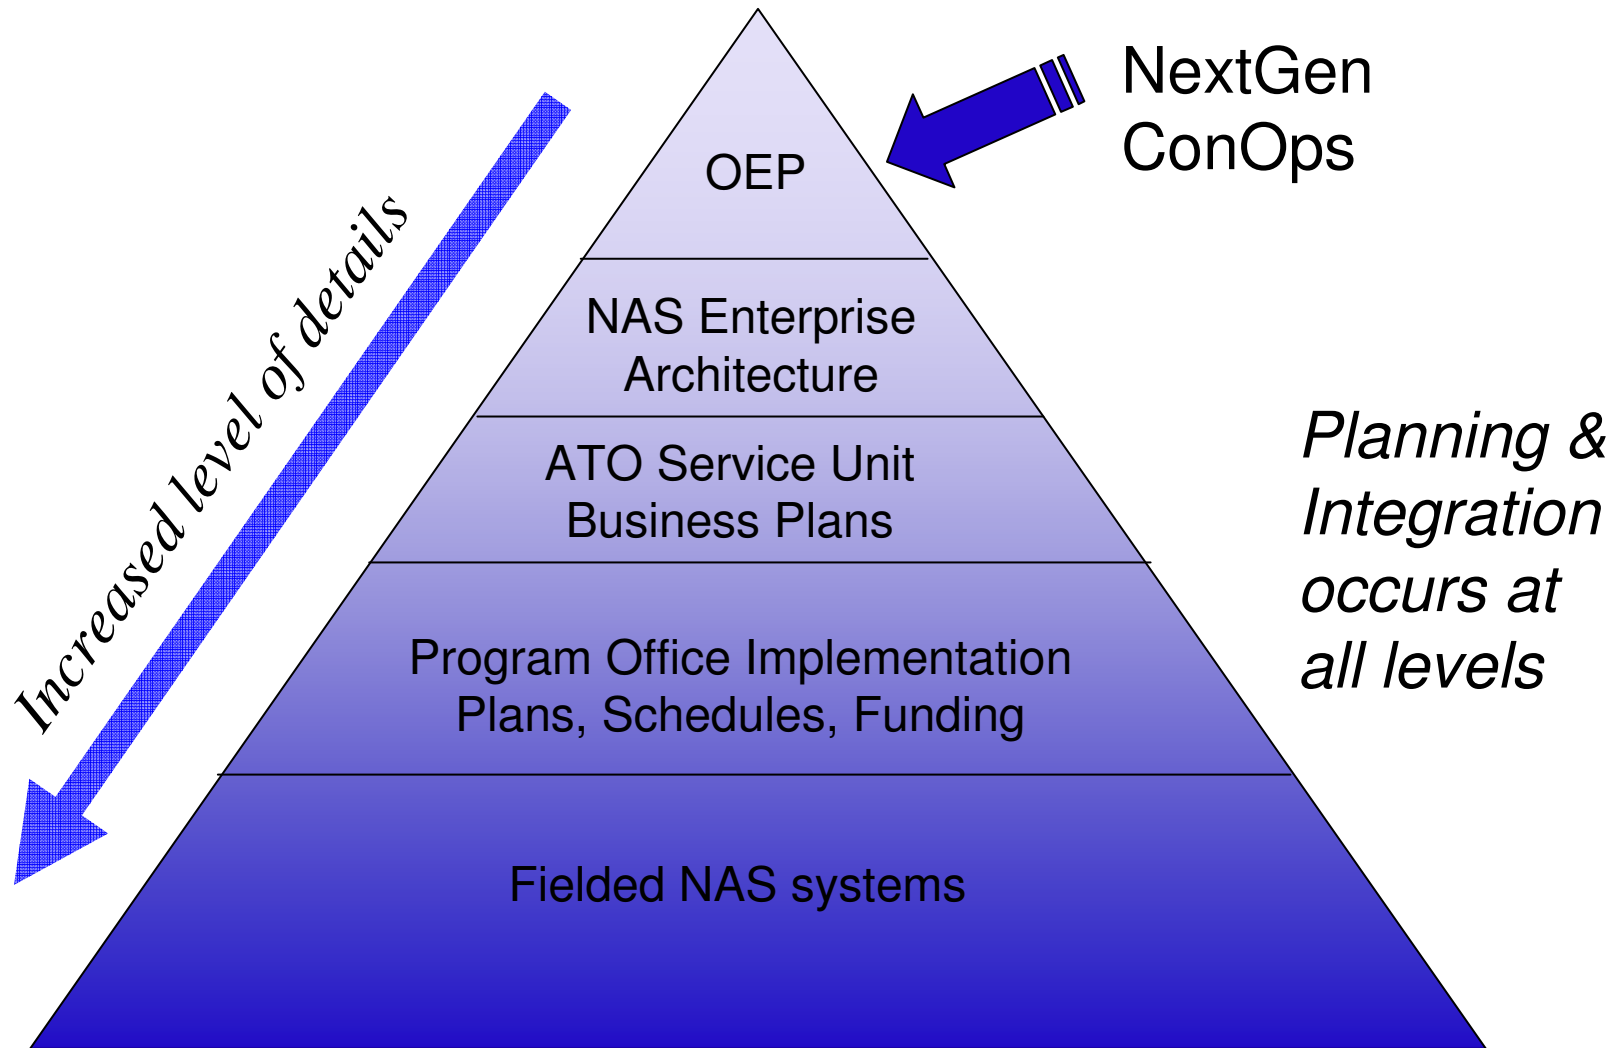 NextGen
ConOps
OEP
Increased level of details
NAS Enterprise
Architecture
ATO Service Unit
Business Plans
Planning &
Integration
occurs at
all levels
Program Office Implementation
Plans, Schedules, Funding
Fielded NAS systems